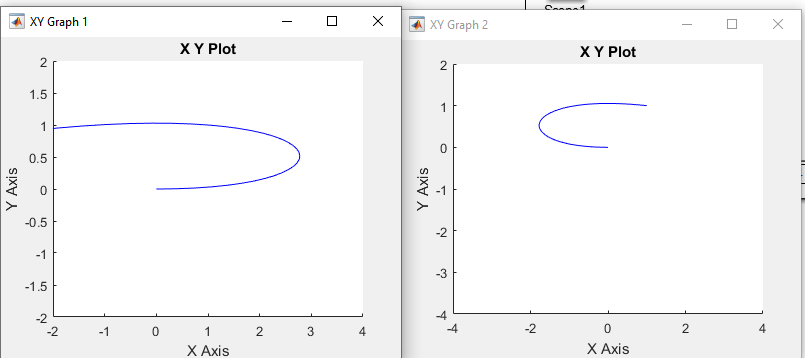 XY Graph 1
X Y Plot
2
1.5
1
0.5
0
-0.5
-1
-1.5
-2
Y Axis
-2 -1 0 1 2 3 4
X Axis
Scope1
XY Graph 2
X Y Plot
2
1
0
-1
-2
-3
-4
Y Axis
-4 -2 0 2 4
X Axis